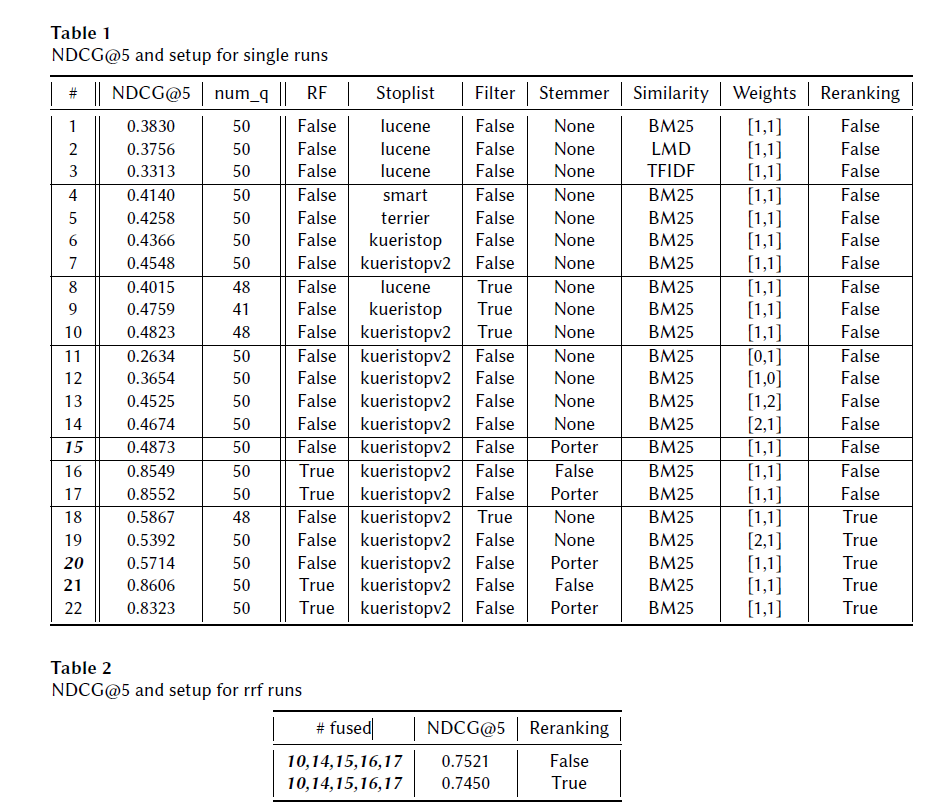 Table 1
NDCG@5 and setup for single runs
# NDCG@5 num_q RF Stoplist Filter Stemmer Similarity Weights Reranking
1 0.3830 50 False lucene False None BM25 [1,1] False
2 0.3756 50 False lucene False None LMD [1,1] False
3 0.3313 50 False lucene False None TFIDF [1,1] False
4 0.4140 50 False smart False None BM25 [1,1] False
5 0.4258 50 False terrier False None BM25 [1,1] False
6 0.4366 50 False kueristop False None BM25 [1,1] False
7 0.4548 50 False kueristopv2 False None BM25 [1,1] False
8 0.4015 48 False lucene True None BM25 [1,1] False
9 0.4759 41 False kueristop True None BM25 [1,1] False
10 0.4823 48 False kueristopv2 True None BM25 [1,1] False
11 0.2634 50 False kueristopv2 False None BM25 [0,1] False
12 0.3654 50 False kueristopv2 False None BM25 [1,0] False
13 0.4525 50 False kueristopv2 False None BM25 [1,2] False
14 0.4674 50 False kueristopv2 False None BM25 [2,1] False
15 0.4873 50 False kueristopv2 False Porter BM25 [1,1] False
16 0.8549 50 True kueristopv2 False False BM25 [1,1] False
17 0.8552 50 True kueristopv2 False Porter BM25 [1,1] False
18 0.5867 48 False kueristopv2 True None BM25 [1,1] True
19 0.5392 50 False kueristopv2 False None BM25 [2,1] True
20 0.5714 50 False kueristopv2 False Porter BM25 [1,1] True
21 0.8606 50 True kueristopv2 False False BM25 [1,1] True
22 0.8323 50 True kueristopv2 False Porter BM25 [1,1] True
Table 2
NDCG@5 and setup for rrf runs
# fused NDCG@5 Reranking
10,14,15,16,17 0.7521 False
10,14,15,16,17 0.7450 True